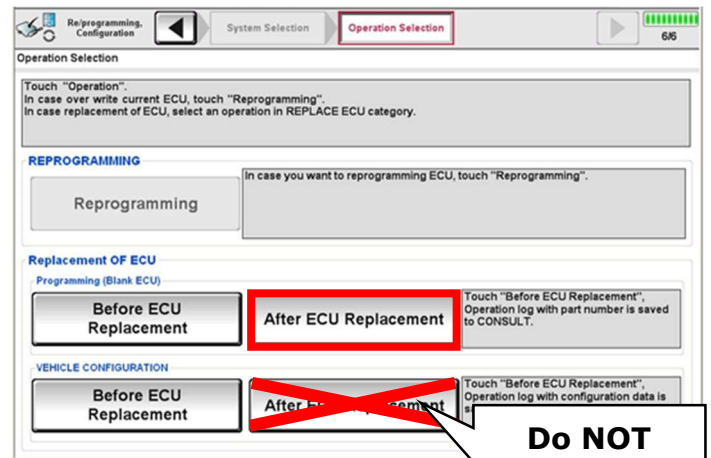 Re/programming,
Configuration
System Selection
Operation Selection
6/6
Operation Selection
Touch "Operation".
In case over write current ECU, touch "Reprogramming".
In case replacement of ECU, select an operation in REPLACE ECU category.
REPROGRAMMING
Reprogramming
In case you want to reprogramming ECU, touch "Reprogramming".
Replacement OF ECU
Programming (Blank ECU)
Before ECU
Replacement
After ECU Replacement
Touch "Before ECU Replacement",
Operation log with part number is saved
to CONSULT.
VEHICLE CONFIGURATION
Before ECU
Replacement
After
Touch "Before ECU Replacement",
Operation log with configuration data is
Do NOT